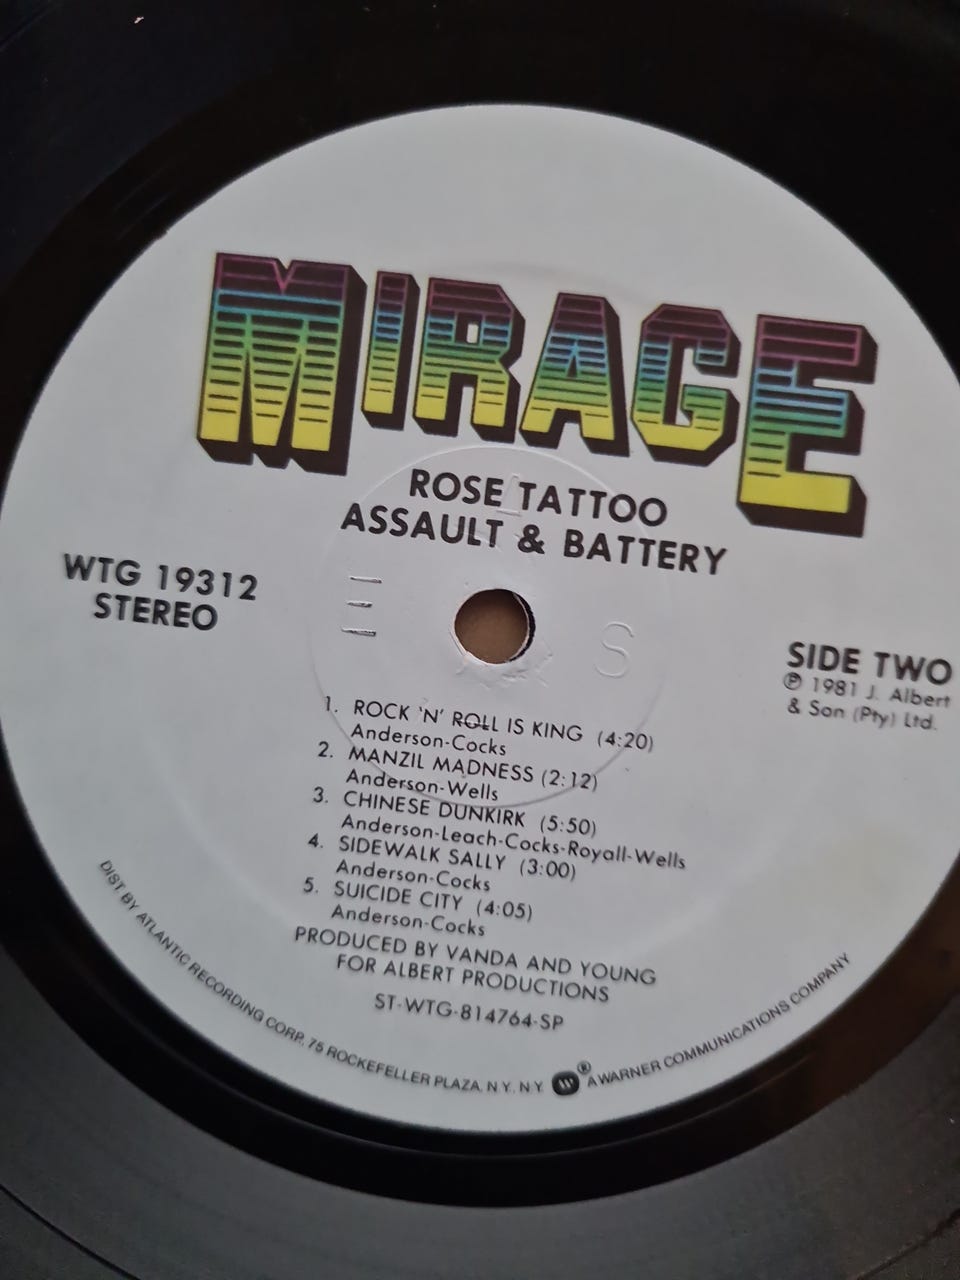 MIRAGE
ROSE TATTOO
ASSAULT & BATTERY
WTG 19312
STEREO
SIDE TWO
℗ 1981 J. Albert
& Son (Pty) Ltd.
1. ROCK 'N' ROLL IS KING (4:20)
Anderson-Cocks
2. MANZIL MADNESS (2:12)
Anderson-Wells
3. CHINESE DUNKIRK (5:50)
Anderson-Leach-Cocks-Royall-Wells
4. SIDEWALK SALLY (3:00)
Anderson-Cocks
5. SUICIDE CITY (4:05)
Anderson-Cocks
PRODUCED BY VANDA AND YOUNG
FOR ALBERT PRODUCTIONS
ST-WTG-814764-SP
DIST BY ATLANTIC RECORDING CORP, 75 ROCKEFELLER PLAZA, N.Y., N.Y. ® A WARNER COMMUNICATIONS COMPANY